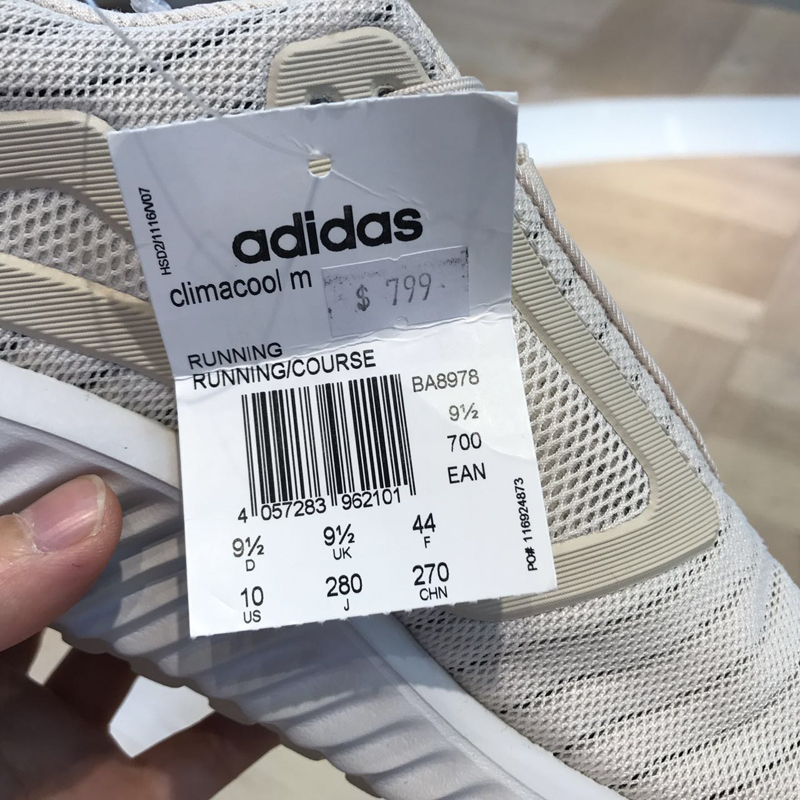 HSD2/1116/V07
adidas
climacool m
$ 799
RUNNING
RUNNING/COURSE
BA8978
9½
700
EAN
4 057283 962101
9½ 9½ 44
D UK F
10 280 270
US J CHN
PO# 116924873